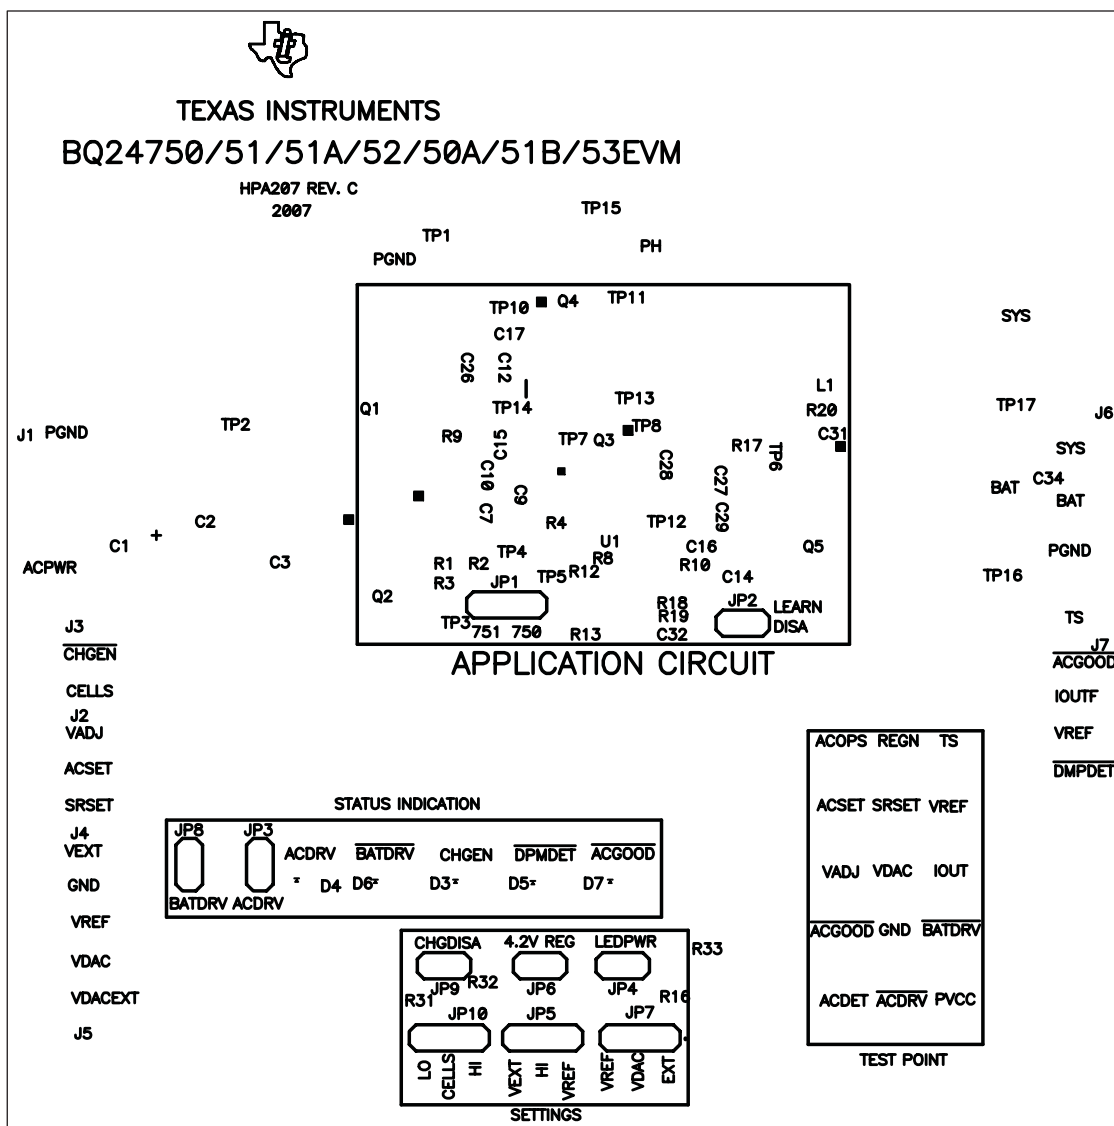 TEXAS INSTRUMENTS
BQ24750/51/51A/52/50A/51B/53EVM
HPA207 REV. C
2007
TP15
TP1
PH
PGND
TP10
Q4
TP11
SYS
C17
C26
C12
L1
Q1
TP14
TP13
R20
TP17
J6
J1 PGND
TP2
R9
C15
TP7
Q3
TP8
R17
TP6
C31
SYS
C10
C28
C27
BAT
C34
BAT
C9
C7
C29
C1
+
C2
C3
R4
TP12
U1
C16
Q5
PGND
ACPWR
R1
R2
TP4
R8
R10
R3
JP1
TP5
R12
C14
TP16
Q2
R18
JP2
LEARN
TP3
R19
DISA
TS
751
750
R13
C32
J3
CHGEN
APPLICATION CIRCUIT
J7
ACGOOD
CELLS
IOUTF
J2
VADJ
VREF
ACSET
DMPDET
SRSET
J4
VEXT
GND
VREF
VDAC
VDACEXT
J5
STATUS INDICATION
JP8
JP3
ACDRV
BATDRV
CHGEN
DPMDET
ACGOOD
D4
D6
D3
D5
D7
BATDRV ACDRV
CHGDISA
4.2V REG
LEDPWR
R33
JP9
R32
JP6
JP4
R31
R16
JP10
JP5
JP7
LO
CELLS
HI
VEXT
HI
VREF
VREF
VDAC
EXT
SETTINGS
ACOPS REGN TS
ACSET SRSET VREF
VADJ VDAC IOUT
ACGOOD GND BATDRV
ACDET ACDRV PVCC
TEST POINT